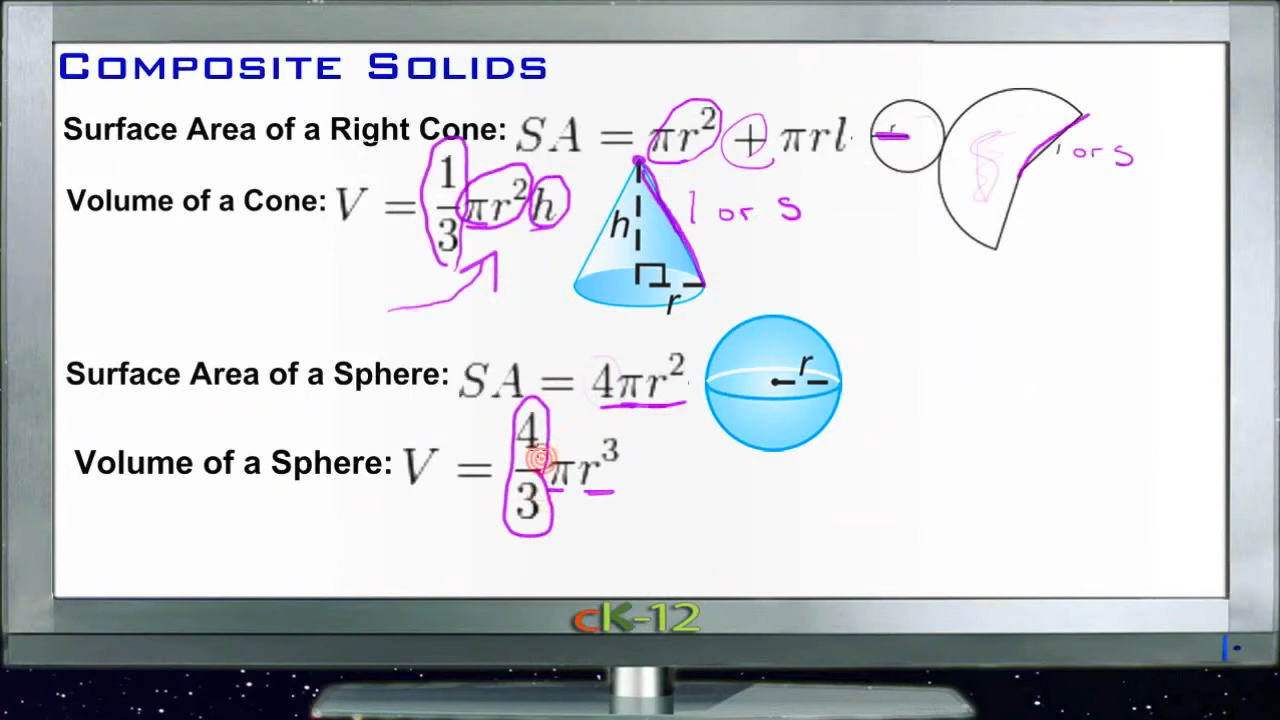 COMPOSITE SOLIDS
Surface Area of a Right Cone: SA = πr² + πrl
r
l or s
Volume of a Cone: V = 1/3 πr²h
h
l or s
r
Surface Area of a Sphere: SA = 4πr²
r
Volume of a Sphere: V = 4/3 πr³
cK-12